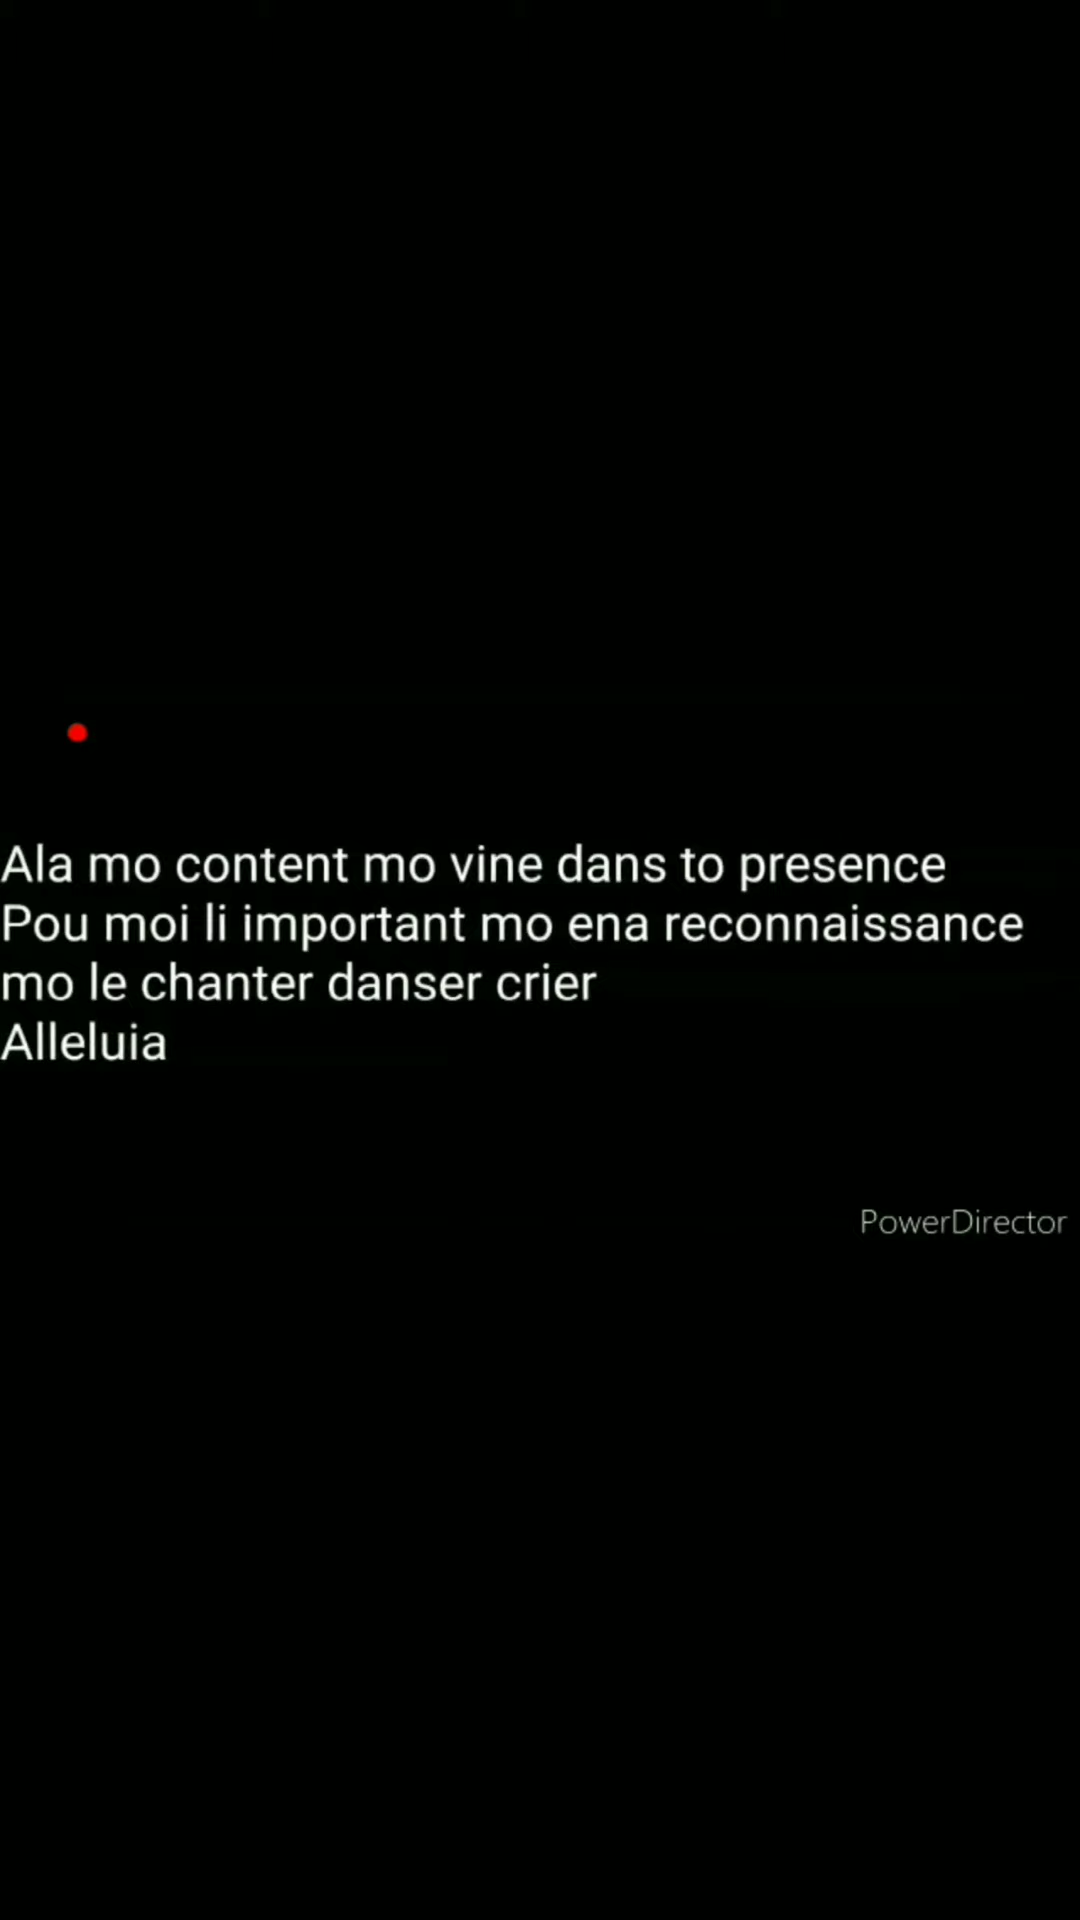 Ala mo content mo vine dans to presence
Pou moi li important mo ena reconnaissance
mo le chanter danser crier
Alleluia
PowerDirector